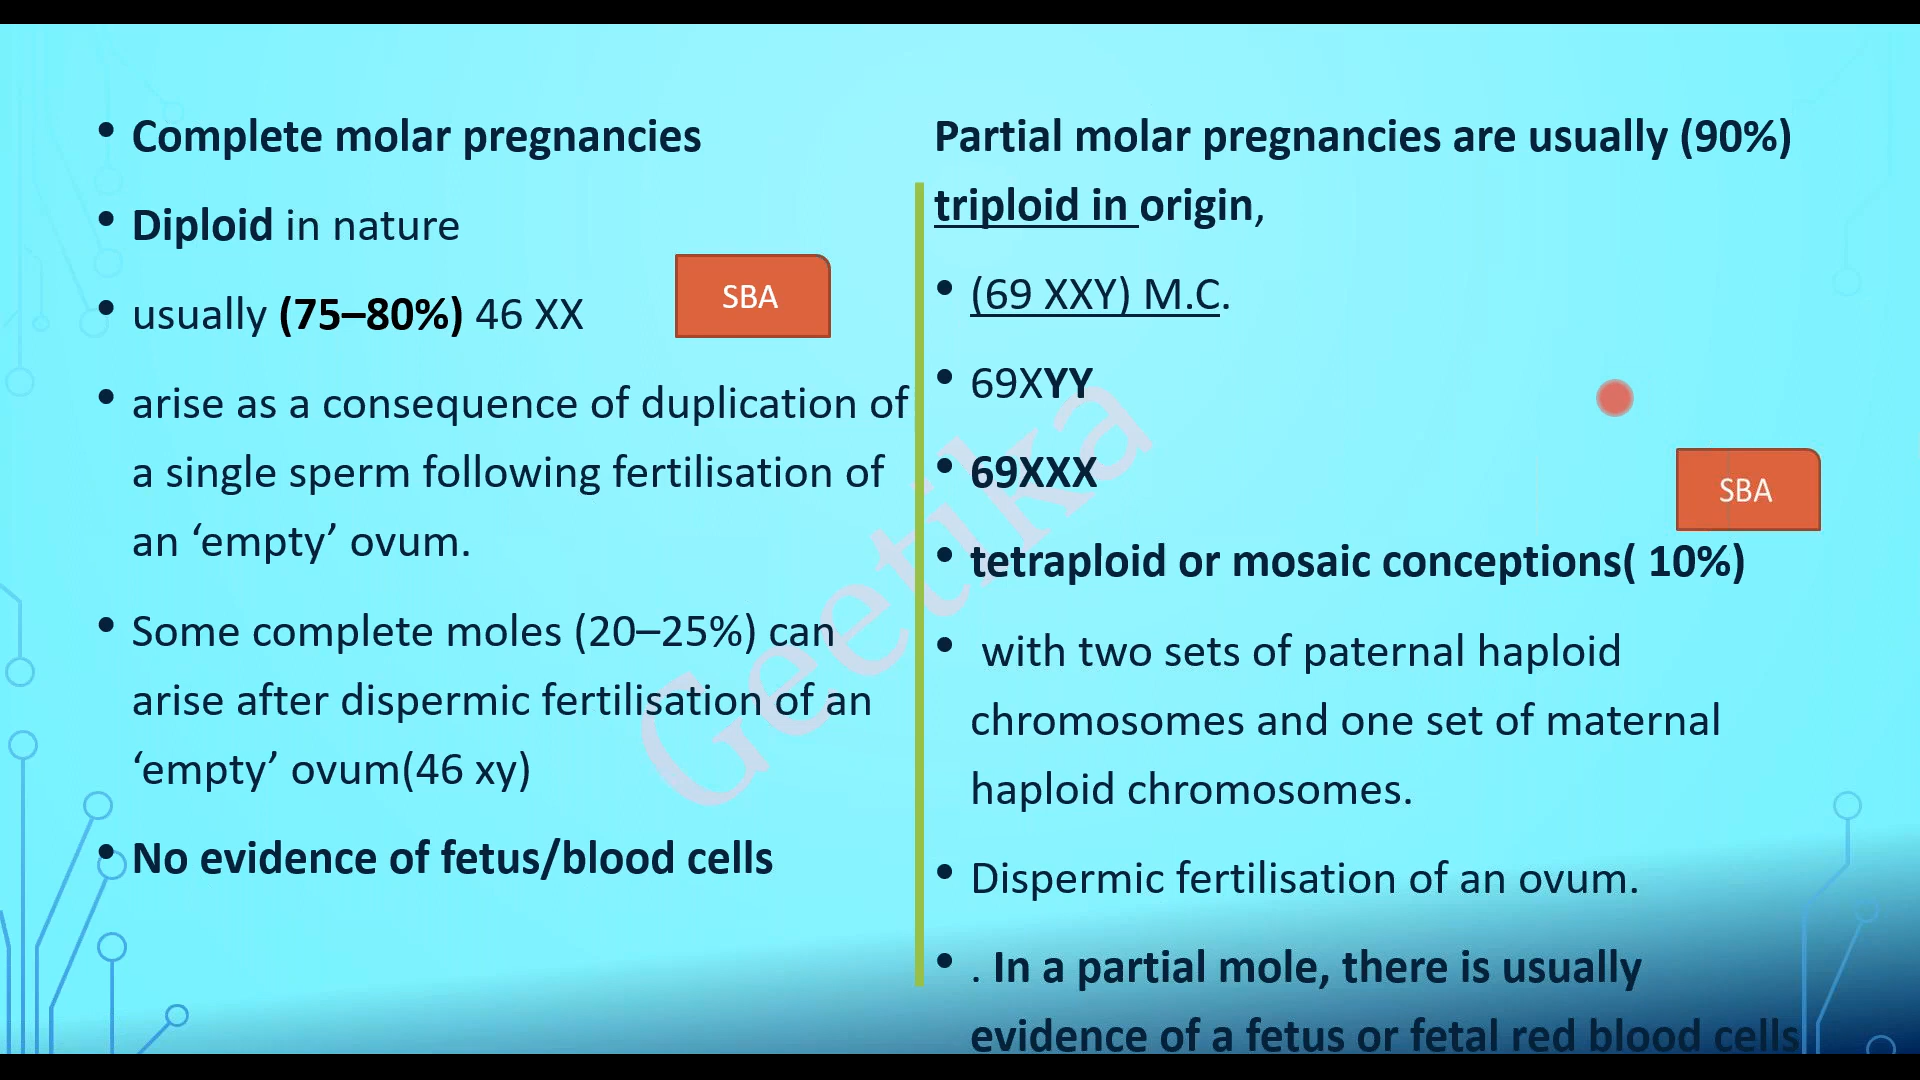 • Complete molar pregnancies
• Diploid in nature
• usually (75–80%) 46 XX
SBA
• arise as a consequence of duplication of
a single sperm following fertilisation of
an ‘empty’ ovum.
• Some complete moles (20–25%) can
arise after dispermic fertilisation of an
‘empty’ ovum(46 xy)
• No evidence of fetus/blood cells
Partial molar pregnancies are usually (90%)
triploid in origin,
• (69 XXY) M.C.
• 69XYY
• 69XXX
SBA
• tetraploid or mosaic conceptions( 10%)
• with two sets of paternal haploid
chromosomes and one set of maternal
haploid chromosomes.
• Dispermic fertilisation of an ovum.
• . In a partial mole, there is usually
evidence of a fetus or fetal red blood cells
Geetika